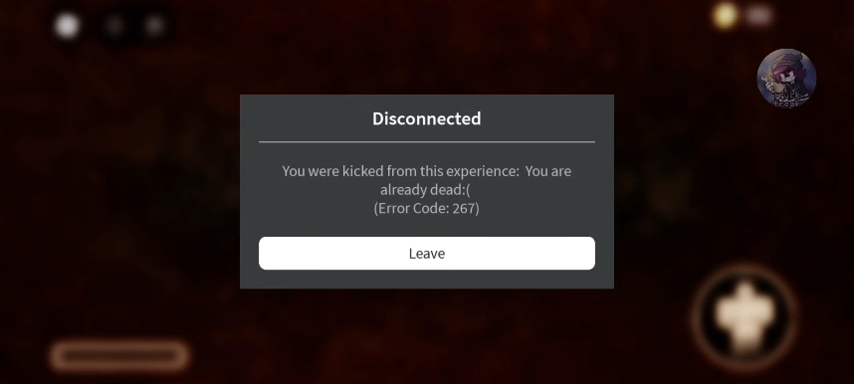 Disconnected
You were kicked from this experience:  You are
already dead:(
(Error Code: 267)
Leave